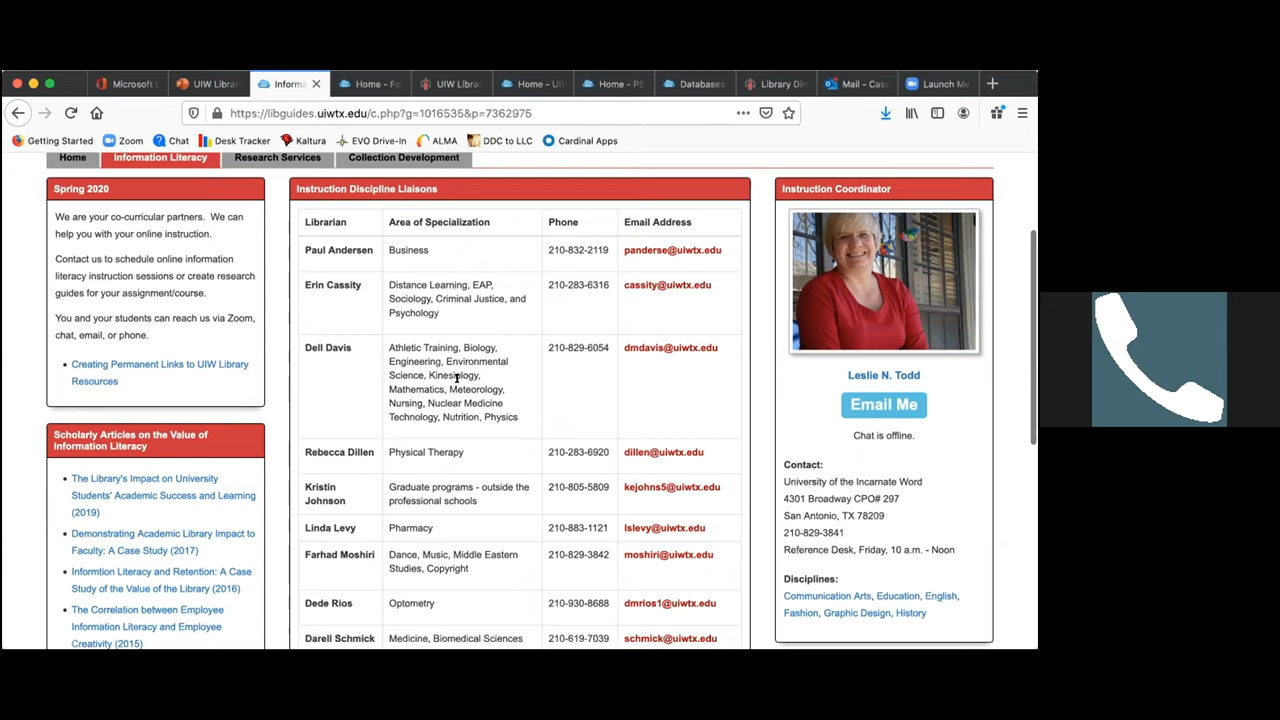 Microsoft
UIW Libra
Informa
Home - Fo
UIW Libra
Home - UI
Home - PS
Databases
Library Di
Mail - Cas
Launch Me
https://libguides.uiwtx.edu/c.php?g=1016535&p=7362975
Getting Started
Zoom
Chat
Desk Tracker
Kaltura
EVO Drive-In
ALMA
DDC to LLC
Cardinal Apps
Home
Information Literacy
Research Services
Collection Development
Spring 2020
We are your co-curricular partners. We can
help you with your online instruction.
Contact us to schedule online information
literacy instruction sessions or create research
guides for your assignment/course.
You and your students can reach us via Zoom,
chat, email, or phone.
Creating Permanent Links to UIW Library
Resources
Scholarly Articles on the Value of
Information Literacy
The Library's Impact on University
Students' Academic Success and Learning
(2019)
Demonstrating Academic Library Impact to
Faculty: A Case Study (2017)
Informtion Literacy and Retention: A Case
Study of the Value of the Library (2016)
The Correlation between Employee
Information Literacy and Employee
Creativity (2015)
Instruction Discipline Liaisons
Librarian Area of Specialization Phone Email Address
Paul Andersen Business 210-832-2119 panderse@uiwtx.edu
Erin Cassity Distance Learning, EAP, 210-283-6316 cassity@uiwtx.edu
Sociology, Criminal Justice, and
Psychology
Dell Davis Athletic Training, Biology, 210-829-6054 dmdavis@uiwtx.edu
Engineering, Environmental
Science, Kinesiology,
Mathematics, Meteorology,
Nursing, Nuclear Medicine
Technology, Nutrition, Physics
Rebecca Dillen Physical Therapy 210-283-6920 dillen@uiwtx.edu
Kristin Graduate programs - outside the 210-805-5809 kejohns5@uiwtx.edu
Johnson professional schools
Linda Levy Pharmacy 210-883-1121 lslevy@uiwtx.edu
Farhad Moshiri Dance, Music, Middle Eastern 210-829-3842 moshiri@uiwtx.edu
Studies, Copyright
Dede Rios Optometry 210-930-8688 dmrios1@uiwtx.edu
Darell Schmick Medicine, Biomedical Sciences 210-619-7039 schmick@uiwtx.edu
Instruction Coordinator
Leslie N. Todd
Email Me
Chat is offline.
Contact:
University of the Incarnate Word
4301 Broadway CPO# 297
San Antonio, TX 78209
210-829-3841
Reference Desk, Friday, 10 a.m. - Noon
Disciplines:
Communication Arts, Education, English,
Fashion, Graphic Design, History